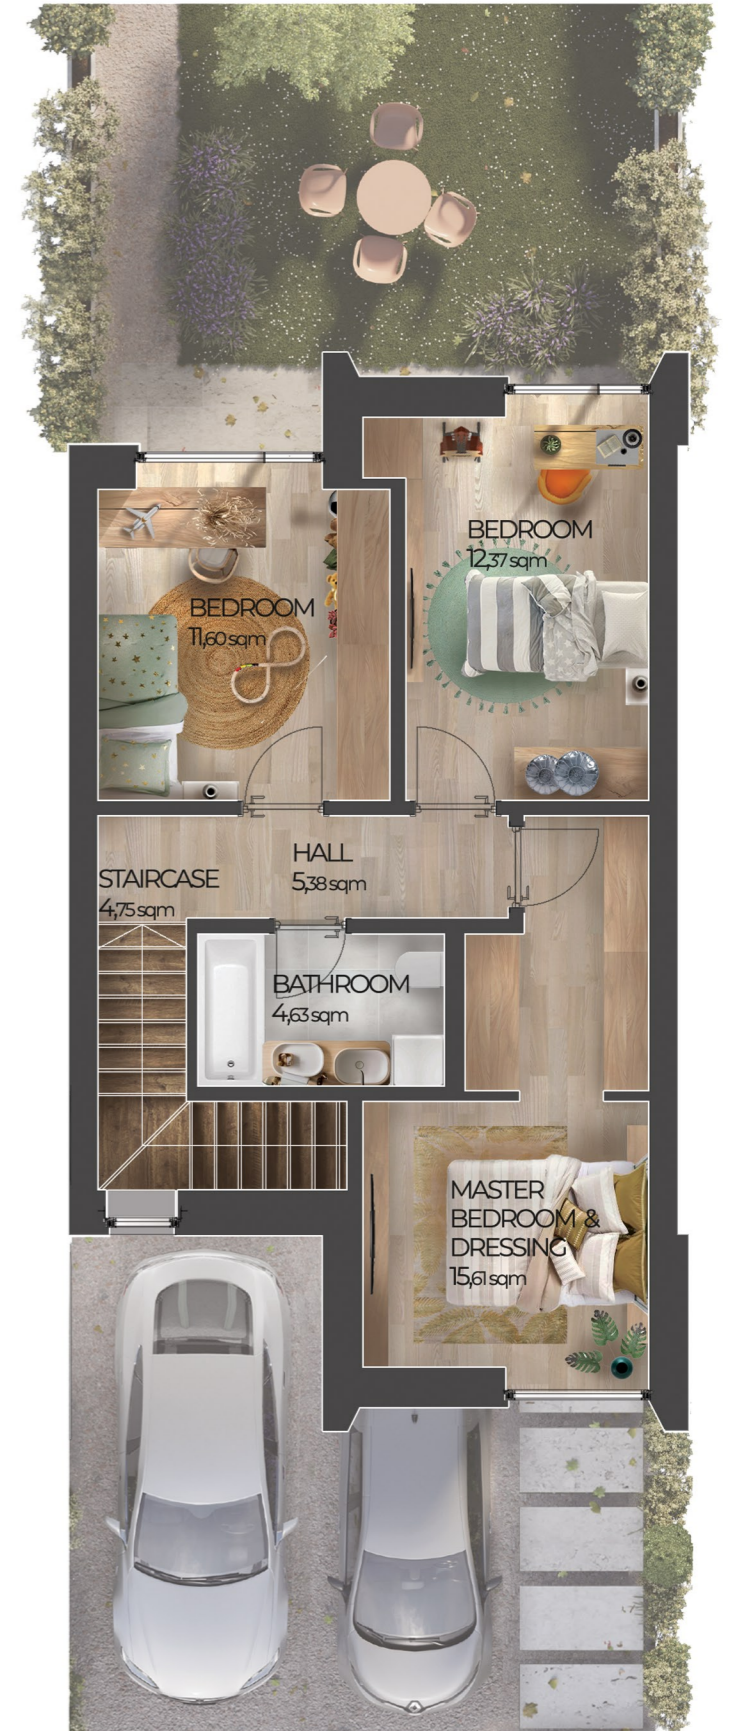 BEDROOM
12,37 sqm
BEDROOM
11,60 sqm
HALL
5,38 sqm
STAIRCASE
4,75 sqm
BATHROOM
4,63 sqm
MASTER
BEDROOM &
DRESSING
15,61 sqm